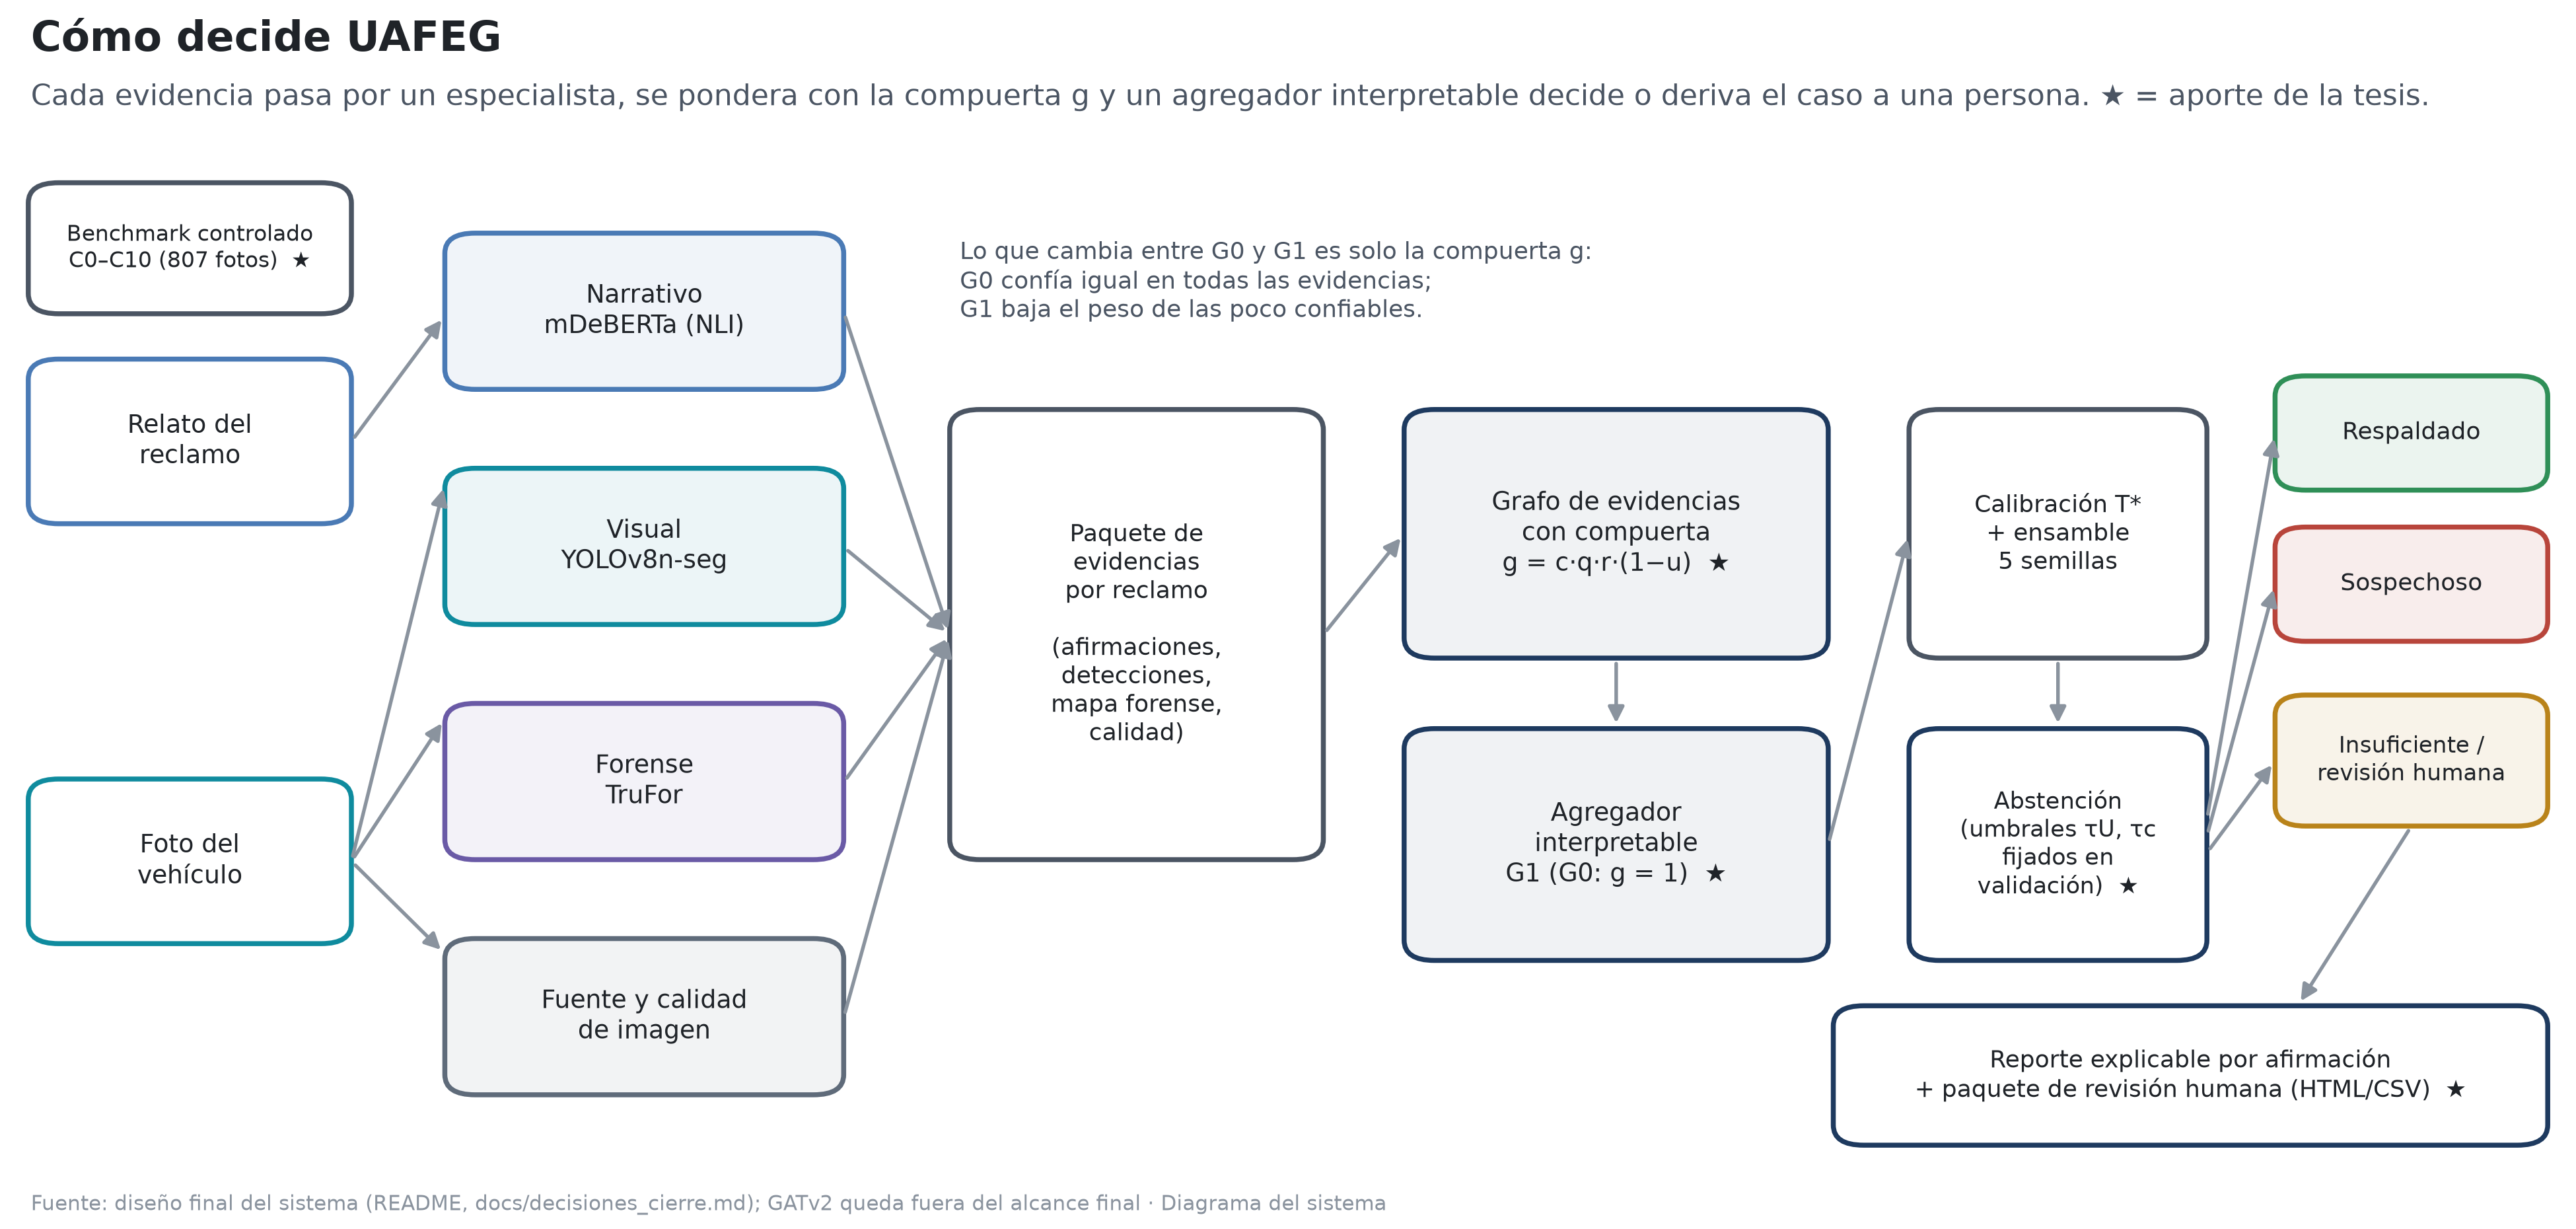 Cómo decide UAFEG
Cada evidencia pasa por un especialista, se pondera con la compuerta g y un agregador interpretable decide o deriva el caso a una persona. ★ = aporte de la tesis.
Benchmark controlado
C0–C10 (807 fotos) ★
Relato del
reclamo
Foto del
vehículo
Narrativo
mDeBERTa (NLI)
Visual
YOLOv8n-seg
Forense
TruFor
Fuente y calidad
de imagen
Lo que cambia entre G0 y G1 es solo la compuerta g:
G0 confía igual en todas las evidencias;
G1 baja el peso de las poco confiables.
Paquete de
evidencias
por reclamo
(afirmaciones,
detecciones,
mapa forense,
calidad)
Grafo de evidencias
con compuerta
g = c·q·r·(1−u) ★
Agregador
interpretable
G1 (G0: g = 1) ★
Calibración T*
+ ensamble
5 semillas
Abstención
(umbrales τU, τc
fijados en
validación) ★
Respaldado
Sospechoso
Insuficiente /
revisión humana
Reporte explicable por afirmación
+ paquete de revisión humana (HTML/CSV) ★
Fuente: diseño final del sistema (README, docs/decisiones_cierre.md); GATv2 queda fuera del alcance final · Diagrama del sistema